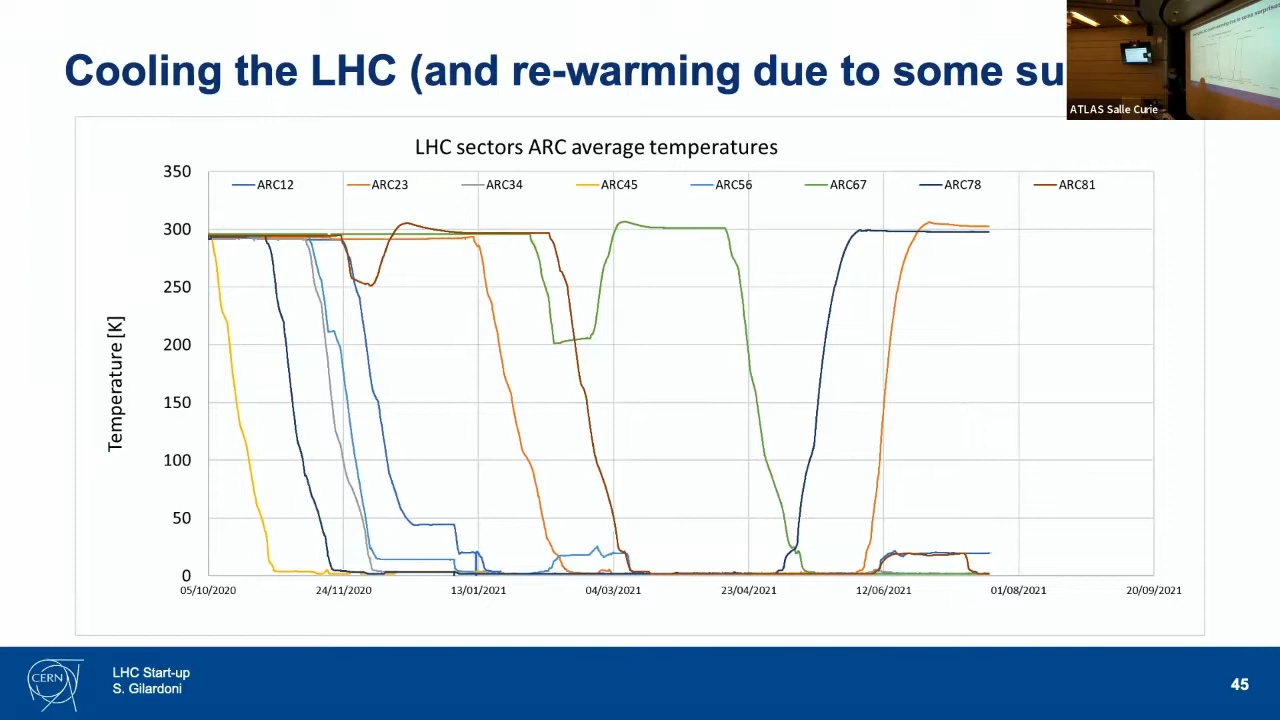 Cooling the LHC (and re-warming due to some su
ATLAS Salle Curie
LHC sectors ARC average temperatures
350
ARC12 ARC23 ARC34 ARC45 ARC56 ARC67 ARC78 ARC81
300
250
200
150
100
50
0
Temperature [K]
05/10/2020 24/11/2020 13/01/2021 04/03/2021 23/04/2021 12/06/2021 01/08/2021 20/09/2021
CERN
LHC Start-up
S. Gilardoni
45